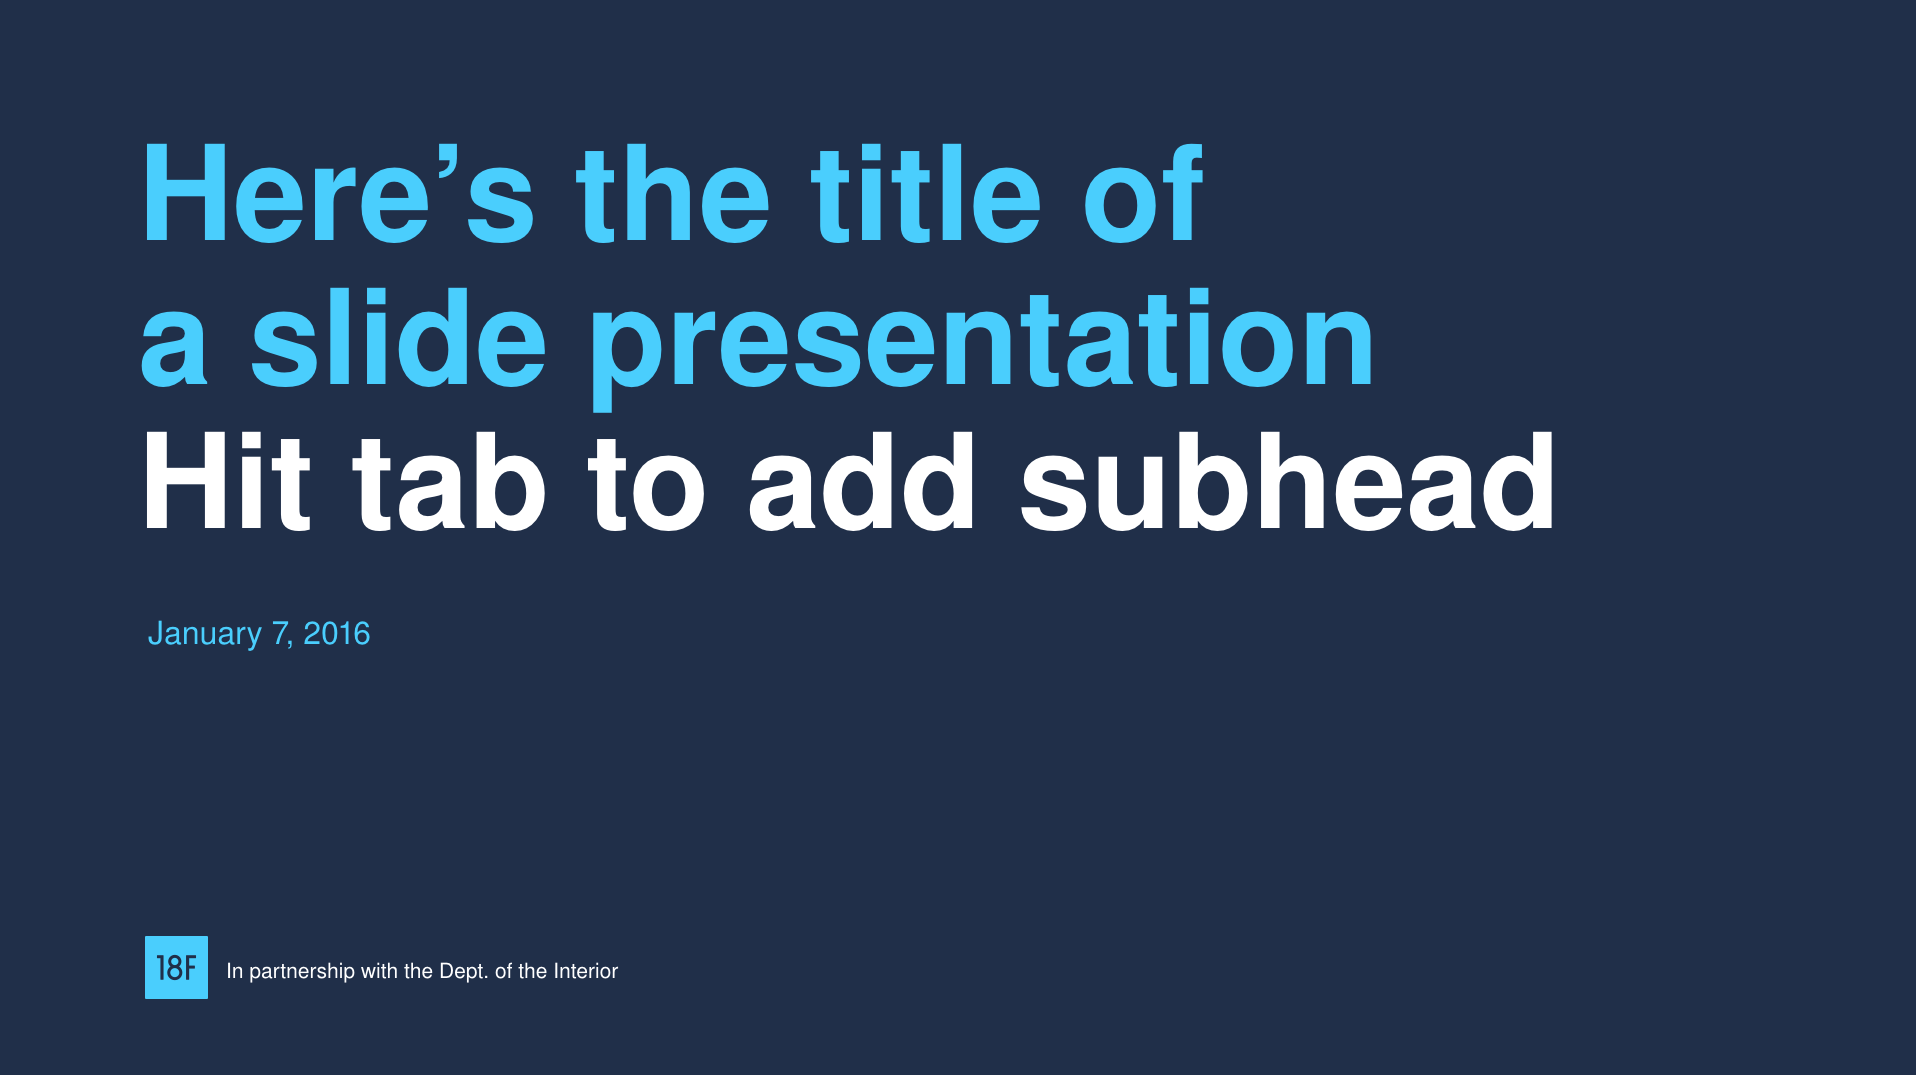 Here’s the title of
a slide presentation
Hit tab to add subhead
January 7, 2016
18F
In partnership with the Dept. of the Interior